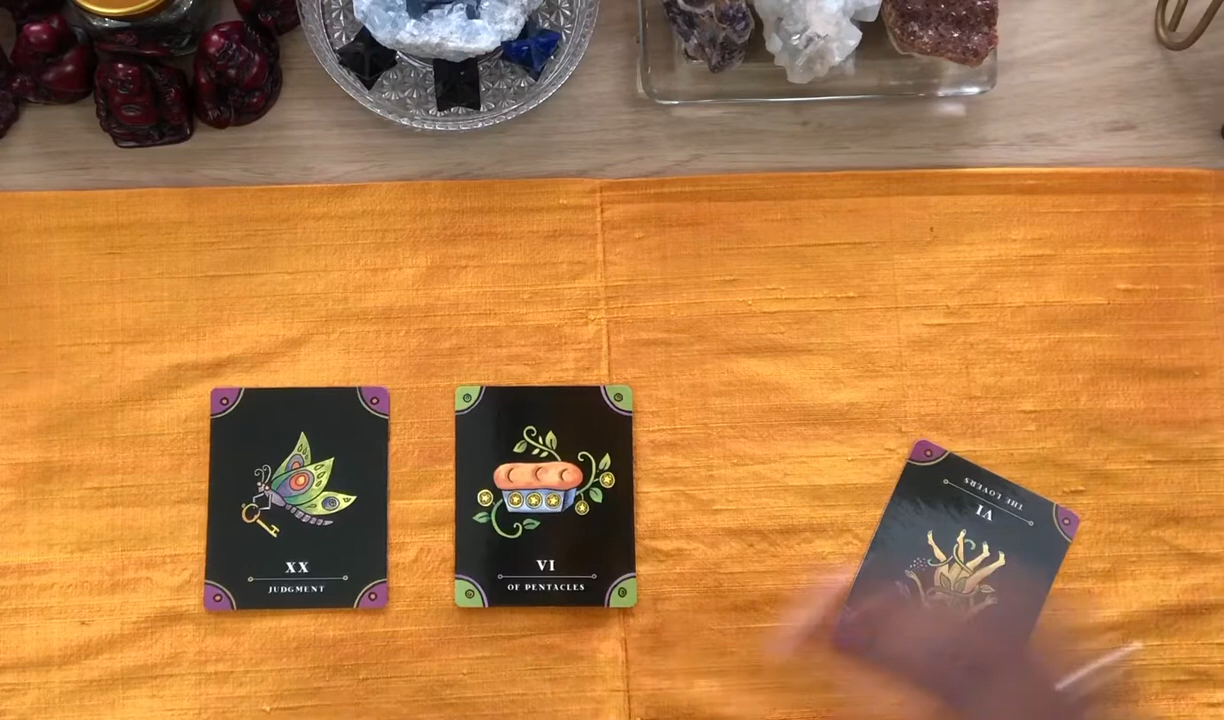 XX
JUDGMENT
VI
OF PENTACLES
THE LOVERS
VI